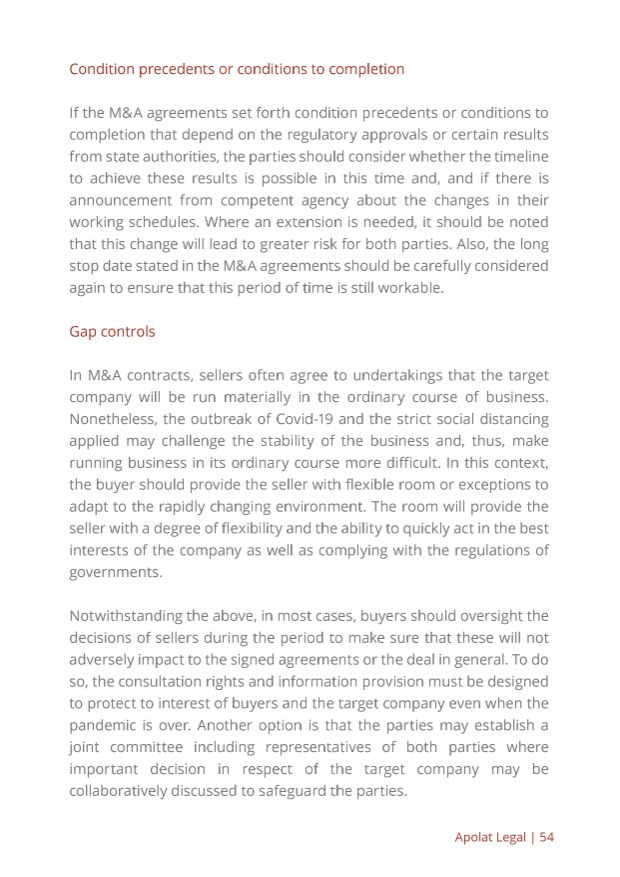 Condition precedents or conditions to completion
If the M&A agreements set forth condition precedents or conditions to
completion that depend on the regulatory approvals or certain results
from state authorities, the parties should consider whether the timeline
to achieve these results is possible in this time and, and if there is
announcement from competent agency about the changes in their
working schedules. Where an extension is needed, it should be noted
that this change will lead to greater risk for both parties. Also, the long
stop date stated in the M&A agreements should be carefully considered
again to ensure that this period of time is still workable.
Gap controls
In M&A contracts, sellers often agree to undertakings that the target
company will be run materially in the ordinary course of business.
Nonetheless, the outbreak of Covid-19 and the strict social distancing
applied may challenge the stability of the business and, thus, make
running business in its ordinary course more difficult. In this context,
the buyer should provide the seller with flexible room or exceptions to
adapt to the rapidly changing environment. The room will provide the
seller with a degree of flexibility and the ability to quickly act in the best
interests of the company as well as complying with the regulations of
governments.
Notwithstanding the above, in most cases, buyers should oversight the
decisions of sellers during the period to make sure that these will not
adversely impact to the signed agreements or the deal in general. To do
so, the consultation rights and information provision must be designed
to protect to interest of buyers and the target company even when the
pandemic is over. Another option is that the parties may establish a
joint committee including representatives of both parties where
important decision in respect of the target company may be
collaboratively discussed to safeguard the parties.
Apolat Legal | 54